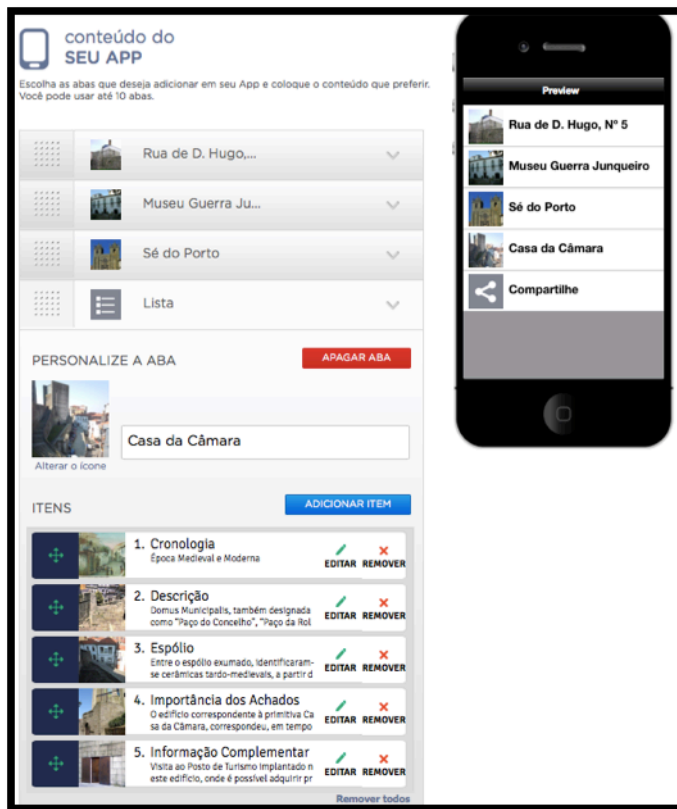 conteúdo do
SEU APP
Escolha as abas que deseja adicionar em seu App e coloque o conteúdo que preferir.
Você pode usar até 10 abas.
Rua de D. Hugo,...
Museu Guerra Ju...
Sé do Porto
Lista
PERSONALIZE A ABA
APAGAR ABA
Casa da Câmara
Alterar o ícone
ITENS
ADICIONAR ITEM
1. Cronologia
Época Medieval e Moderna
EDITAR REMOVER
2. Descrição
Domus Municipalis, também designada
como "Paço do Concelho", "Paço da Rol
EDITAR REMOVER
3. Espólio
Entre o espólio exumado, identificaram-
se cerâmicas tardo-medievais, a partir d
EDITAR REMOVER
4. Importância dos Achados
O edifício correspondente à primitiva Ca
sa da Câmara, correspondeu, em tempo
EDITAR REMOVER
5. Informação Complementar
Visita ao Posto de Turismo implantado n
este edifício, onde é possível adquirir pr
EDITAR REMOVER
Remover todos
Preview
Rua de D. Hugo, Nº 5
Museu Guerra Junqueiro
Sé do Porto
Casa da Câmara
Compartilhe